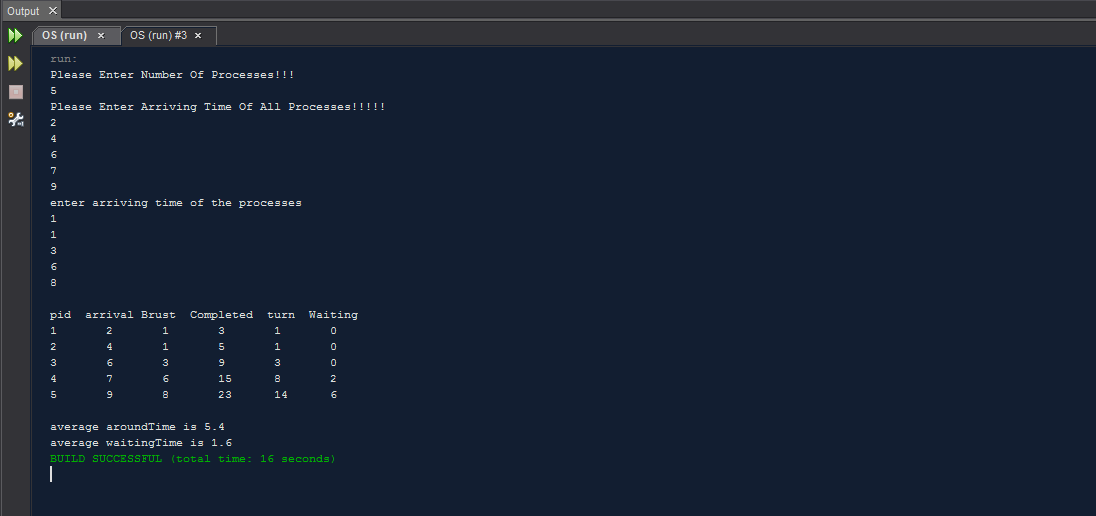 Output ×
OS (run) × OS (run) #3 ×
run:
Please Enter Number Of Processes!!!
5
Please Enter Arriving Time Of All Processes!!!!!
2
4
6
7
9
enter arriving time of the processes
1
1
3
6
8
pid arrival Brust Completed turn Waiting
1 2 1 3 1 0
2 4 1 5 1 0
3 6 3 9 3 0
4 7 6 15 8 2
5 9 8 23 14 6
average aroundTime is 5.4
average waitingTime is 1.6
BUILD SUCCESSFUL (total time: 16 seconds)